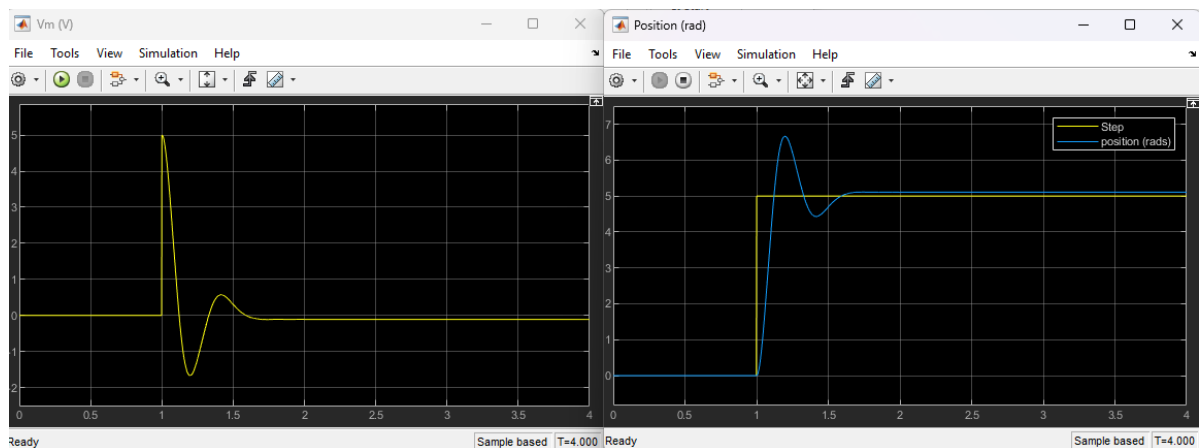 Vm (V)
File Tools View Simulation Help
5
4
3
2
1
0
-1
-2
0 0.5 1 1.5 2 2.5 3 3.5 4
Ready Sample based T=4.000
Position (rad)
File Tools View Simulation Help
Step
position (rads)
7
6
5
4
3
2
1
0
0 0.5 1 1.5 2 2.5 3 3.5 4
Ready Sample based T=4.000